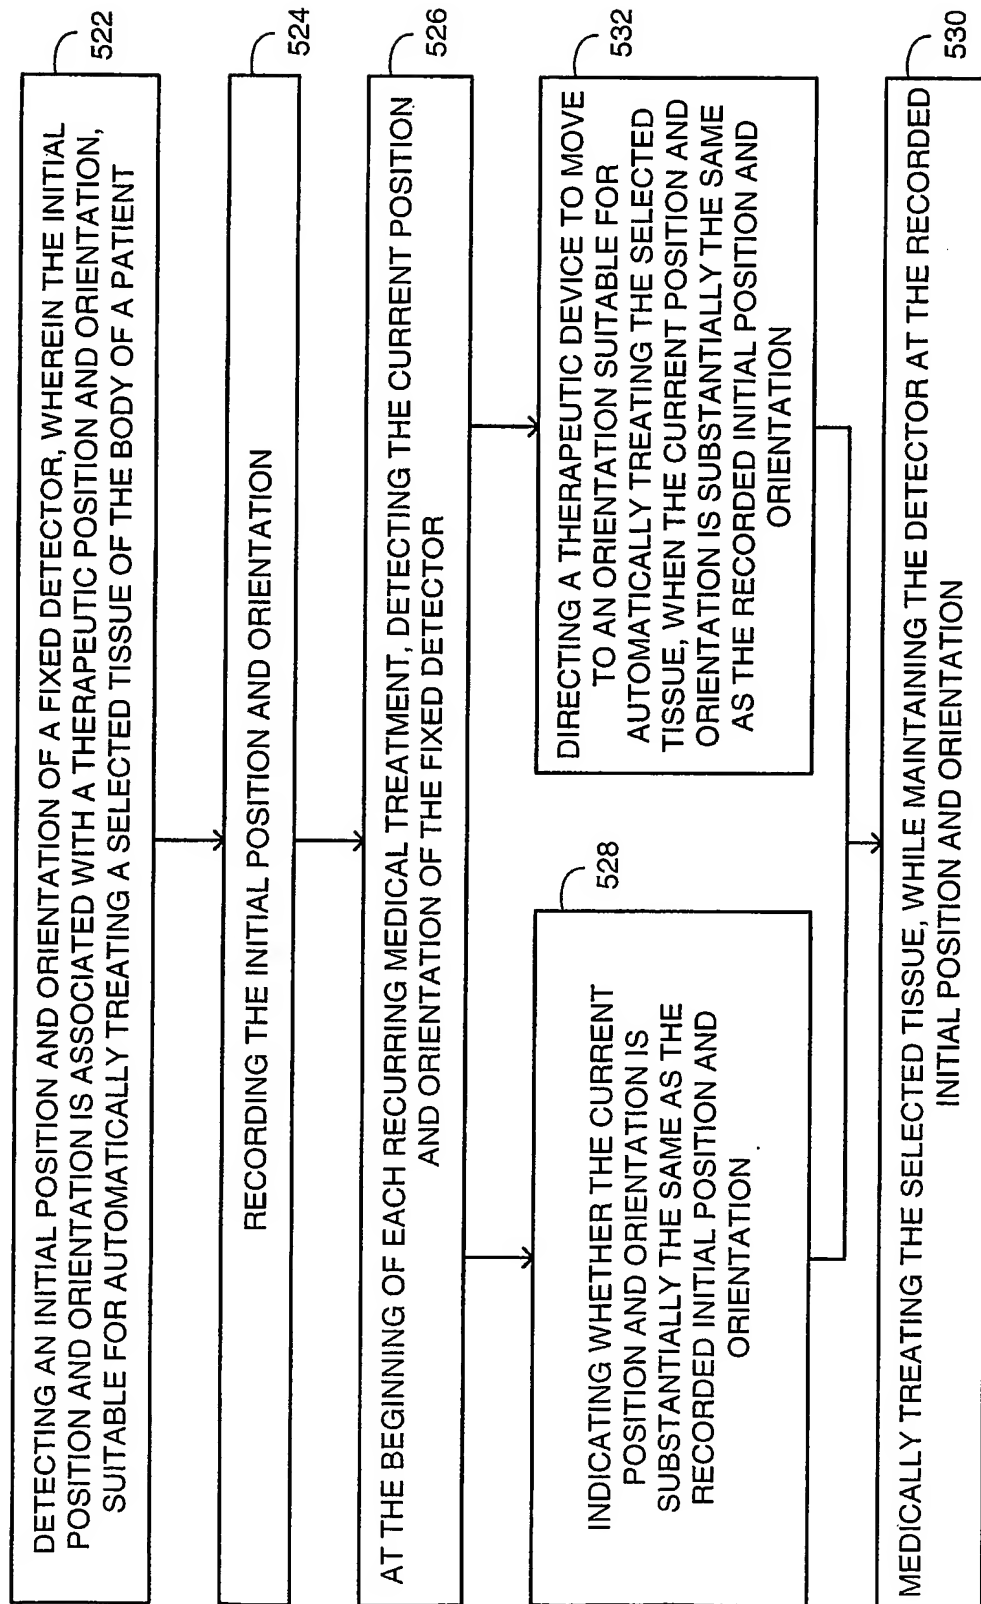 DETECTING AN INITIAL POSITION AND ORIENTATION OF A FIXED DETECTOR, WHEREIN THE INITIAL
POSITION AND ORIENTATION IS ASSOCIATED WITH A THERAPEUTIC POSITION AND ORIENTATION,
SUITABLE FOR AUTOMATICALLY TREATING A SELECTED TISSUE OF THE BODY OF A PATIENT
522
RECORDING THE INITIAL POSITION AND ORIENTATION
524
AT THE BEGINNING OF EACH RECURRING MEDICAL TREATMENT, DETECTING THE CURRENT POSITION
AND ORIENTATION OF THE FIXED DETECTOR
526
INDICATING WHETHER THE CURRENT
POSITION AND ORIENTATION IS
SUBSTANTIALLY THE SAME AS THE
RECORDED INITIAL POSITION AND
ORIENTATION
528
DIRECTING A THERAPEUTIC DEVICE TO MOVE
TO AN ORIENTATION SUITABLE FOR
AUTOMATICALLY TREATING THE SELECTED
TISSUE, WHEN THE CURRENT POSITION AND
ORIENTATION IS SUBSTANTIALLY THE SAME
AS THE RECORDED INITIAL POSITION AND
ORIENTATION
532
MEDICALLY TREATING THE SELECTED TISSUE, WHILE MAINTAINING THE DETECTOR AT THE RECORDED
INITIAL POSITION AND ORIENTATION
530